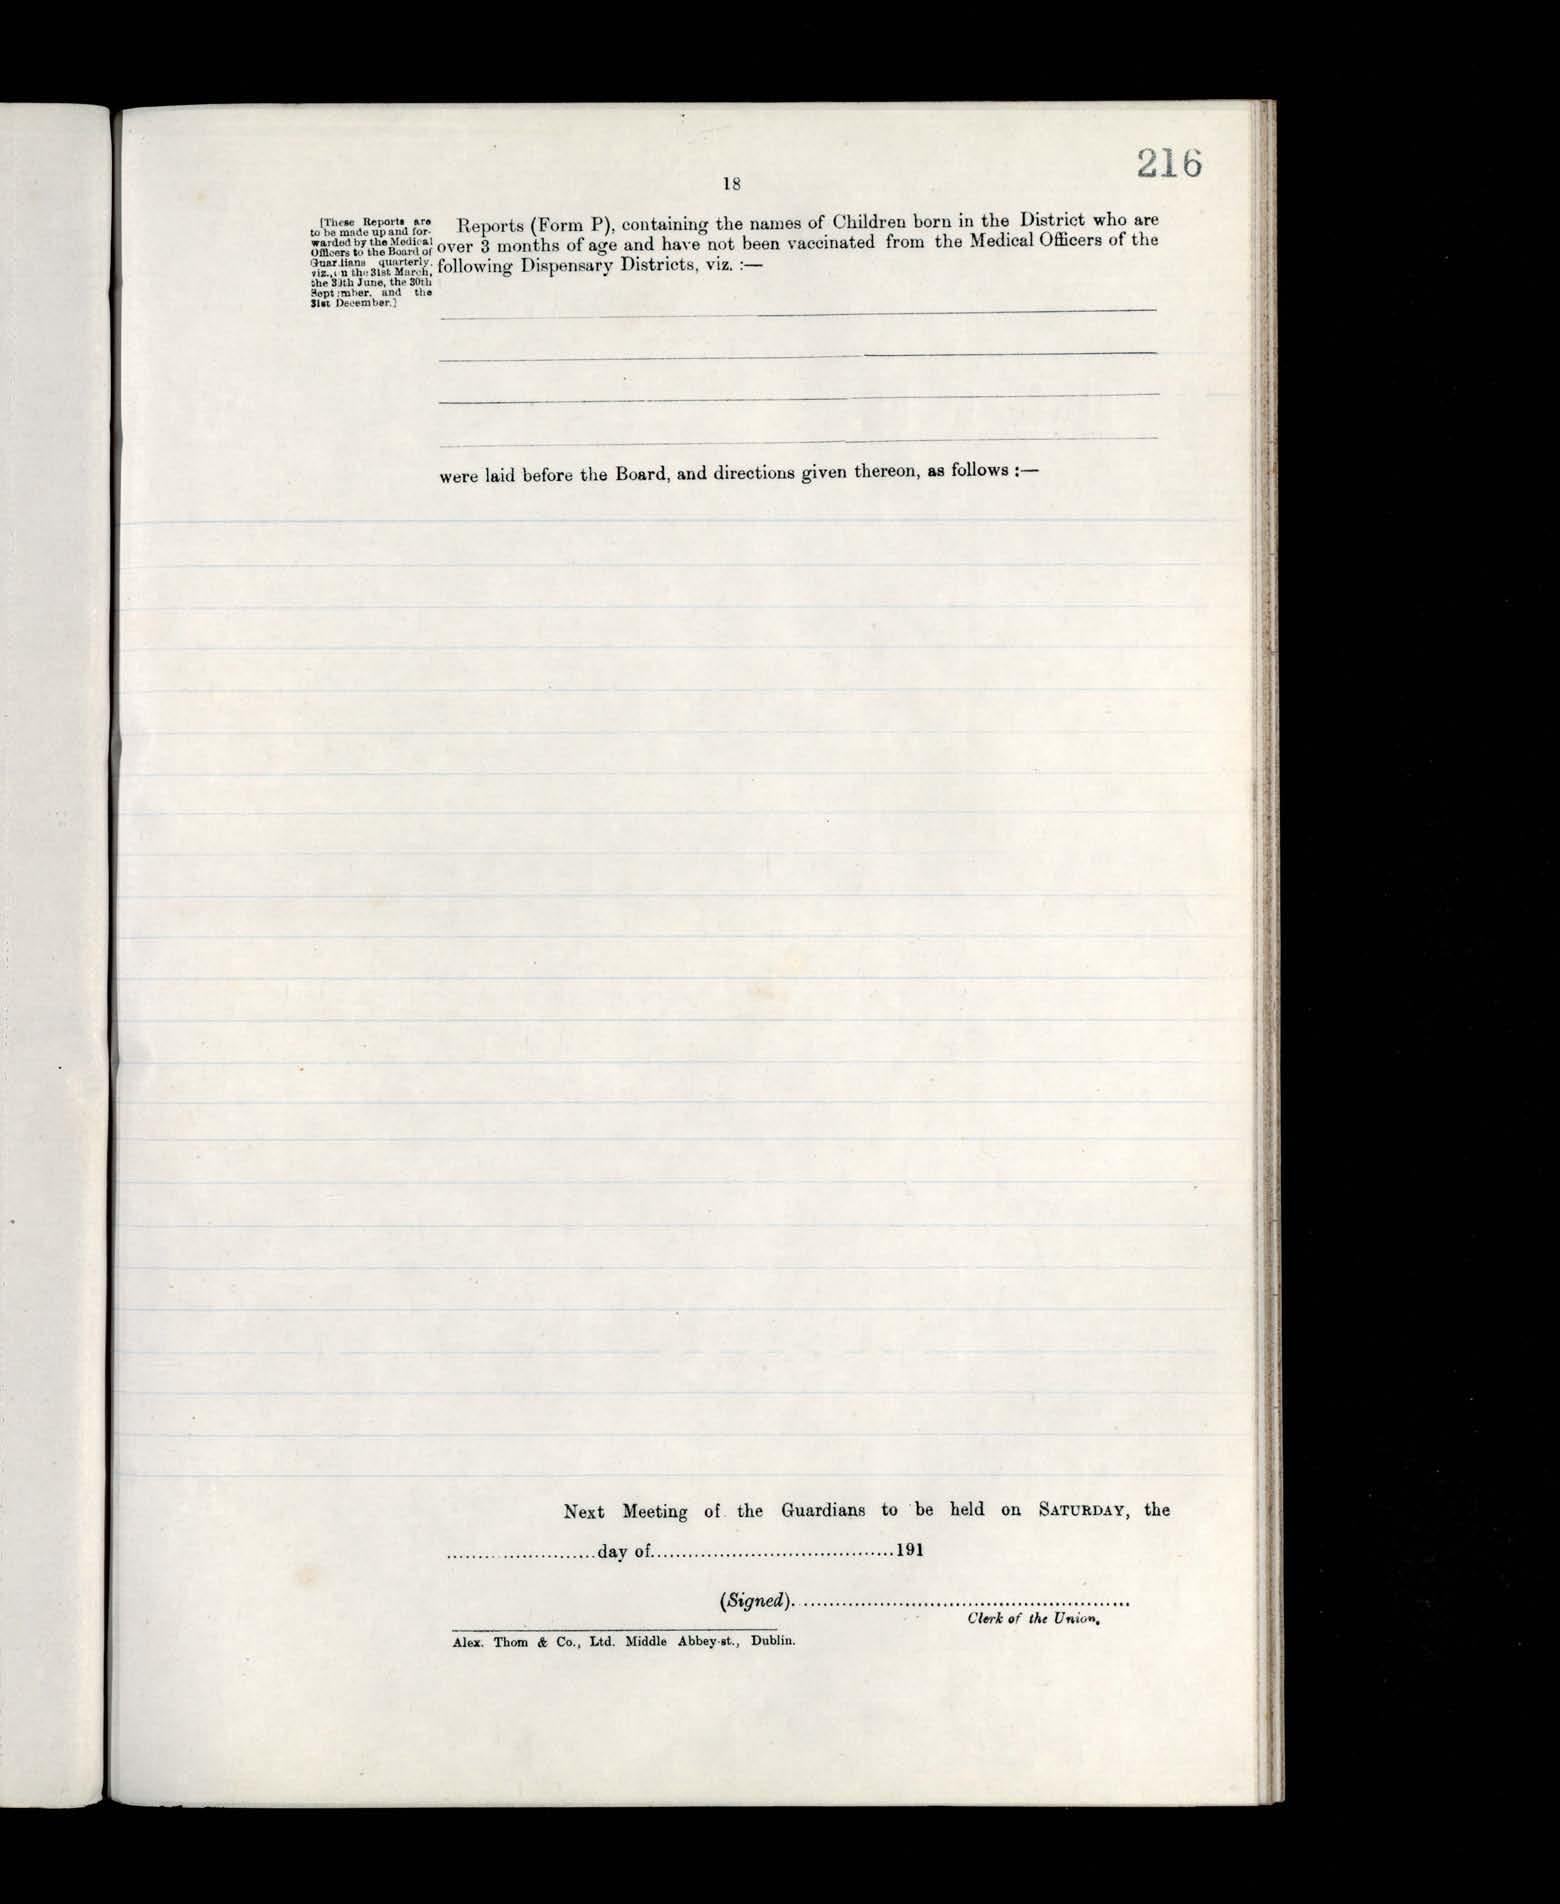 216
18
[These Reports are
to be made up and for-
warded by the Medical
Officers to the Board of
Guardians quarterly,
viz., on the 31st March,
the 30th June, the 30th
September, and the
31st December.]
Reports (Form P), containing the names of Children born in the District who are
over 3 months of age and have not been vaccinated from the Medical Officers of the
following Dispensary Districts, viz. :—
were laid before the Board, and directions given thereon, as follows :—
Next Meeting of the Guardians to be held on SATURDAY, the
........................day of.......................................191
(Signed)......................................................
Clerk of the Union.
Alex. Thom & Co., Ltd. Middle Abbey-st., Dublin.